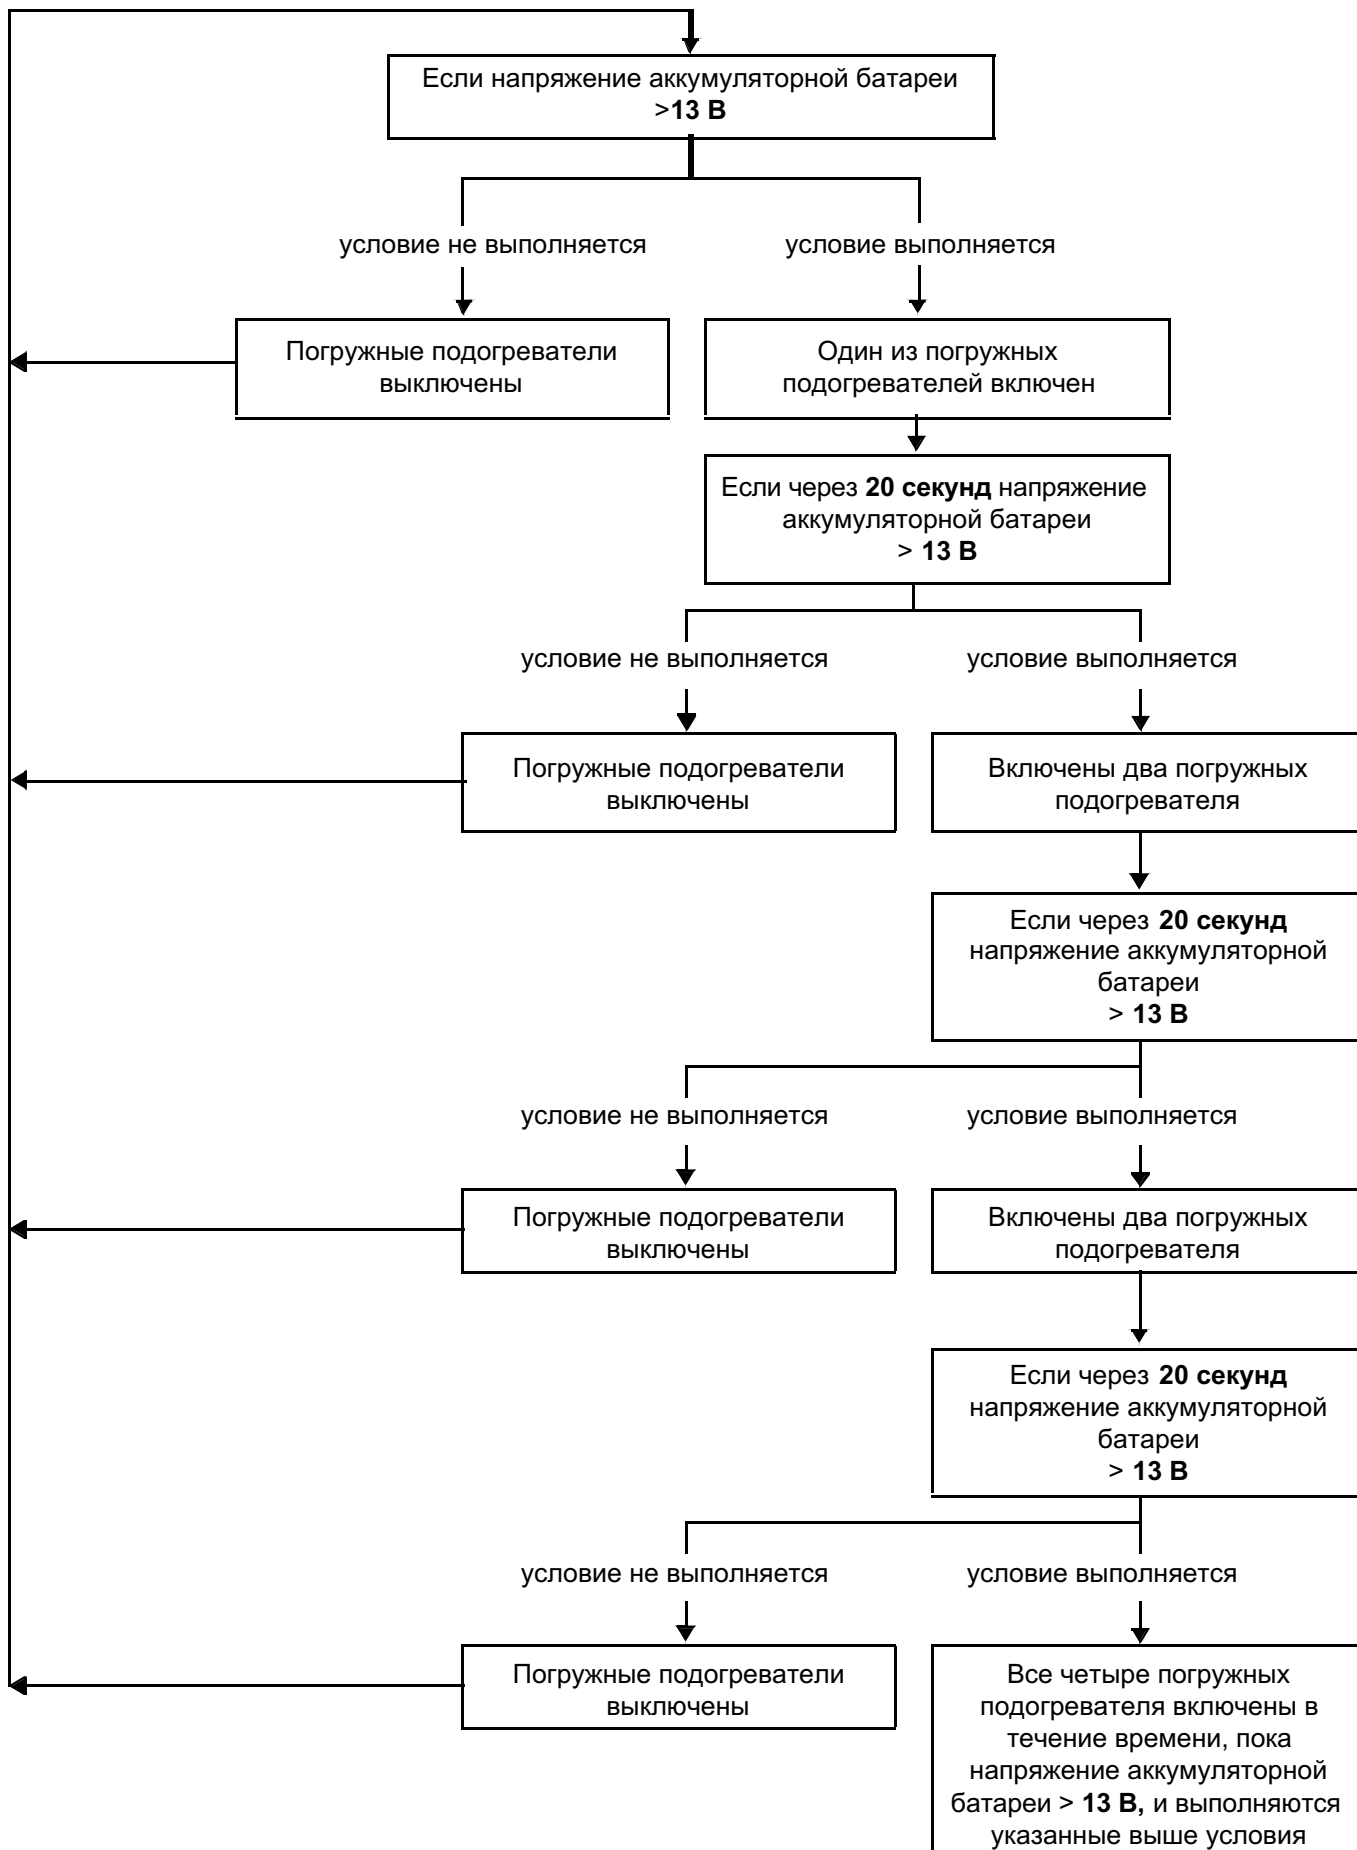 Если напряжение аккумуляторной батареи
>13 В
условие не выполняется
условие выполняется
Погружные подогреватели
выключены
Один из погружных
подогревателей включен
Если через 20 секунд напряжение
аккумуляторной батареи
> 13 В
условие не выполняется
условие выполняется
Погружные подогреватели
выключены
Включены два погружных
подогревателя
Если через 20 секунд
напряжение аккумуляторной
батареи
> 13 В
условие не выполняется
условие выполняется
Погружные подогреватели
выключены
Включены два погружных
подогревателя
Если через 20 секунд
напряжение аккумуляторной
батареи
> 13 В
условие не выполняется
условие выполняется
Погружные подогреватели
выключены
Все четыре погружных
подогревателя включены в
течение времени, пока
напряжение аккумуляторной
батареи > 13 В, и выполняются
указанные выше условия